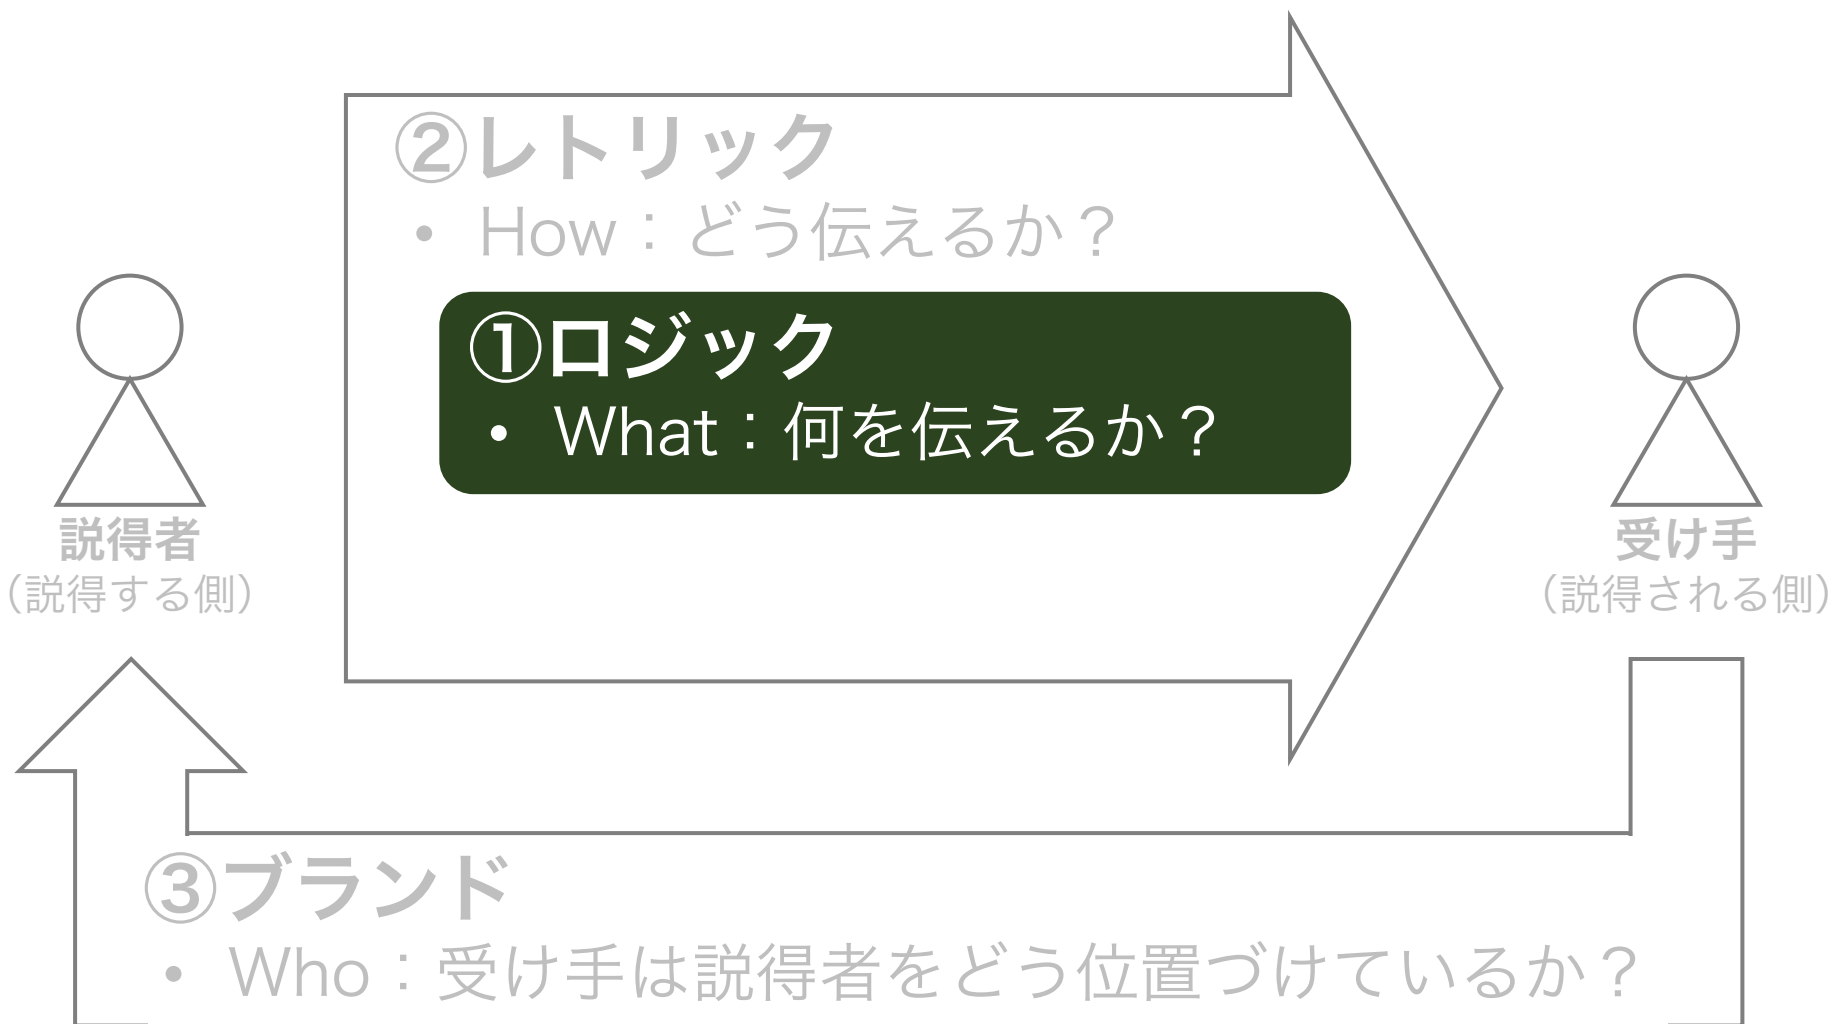 ②レトリック
• How：どう伝えるか？
①ロジック
• What：何を伝えるか？
説得者
（説得する側）
受け手
（説得される側）
③ブランド
• Who：受け手は説得者をどう位置づけているか？